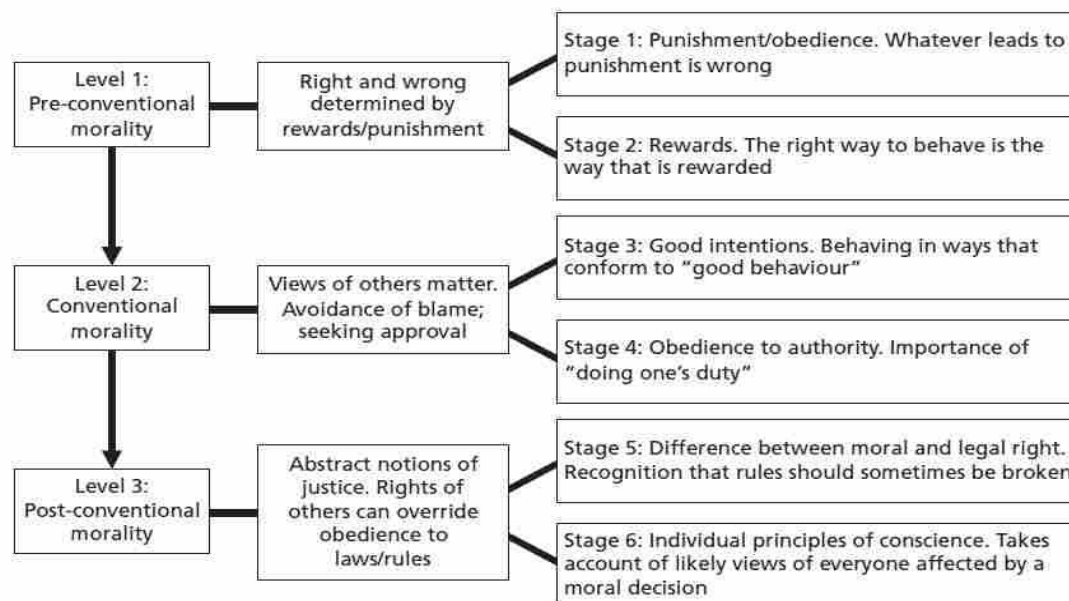 Level 1:
Pre-conventional
morality
Right and wrong
determined by
rewards/punishment
Stage 1: Punishment/obedience. Whatever leads to
punishment is wrong
Stage 2: Rewards. The right way to behave is the
way that is rewarded
Level 2:
Conventional
morality
Views of others matter.
Avoidance of blame;
seeking approval
Stage 3: Good intentions. Behaving in ways that
conform to “good behaviour”
Stage 4: Obedience to authority. Importance of
“doing one’s duty”
Level 3:
Post-conventional
morality
Abstract notions of
justice. Rights of
others can override
obedience to
laws/rules
Stage 5: Difference between moral and legal right.
Recognition that rules should sometimes be broken
Stage 6: Individual principles of conscience. Takes
account of likely views of everyone affected by a
moral decision